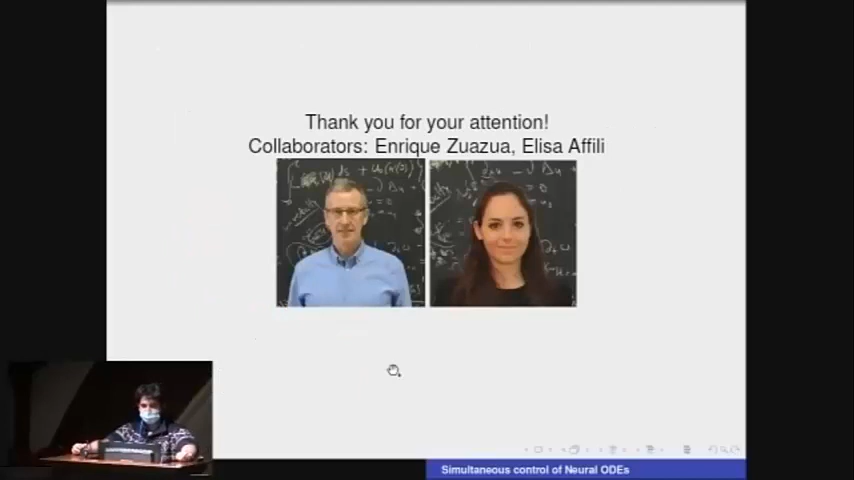 Thank you for your attention!
Collaborators: Enrique Zuazua, Elisa Affili
Simultaneous control of Neural ODEs